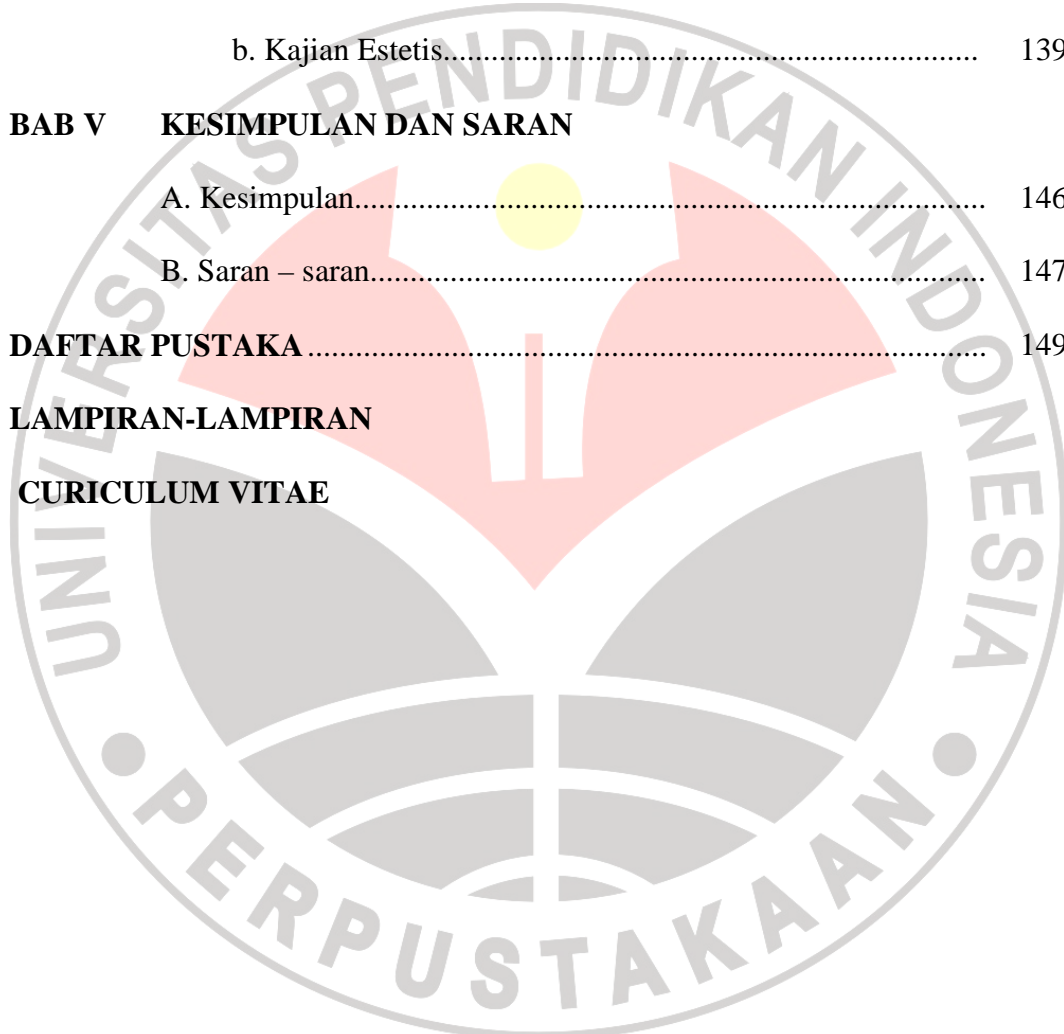 b. Kajian Estetis.................................................................... 139
BAB V KESIMPULAN DAN SARAN
A. Kesimpulan................................................................................ 146
B. Saran – saran.............................................................................. 147
DAFTAR PUSTAKA...................................................................................... 149
LAMPIRAN-LAMPIRAN
CURICULUM VITAE
UNIVERSITAS PENDIDIKAN INDONESIA
PERPUSTAKAAN